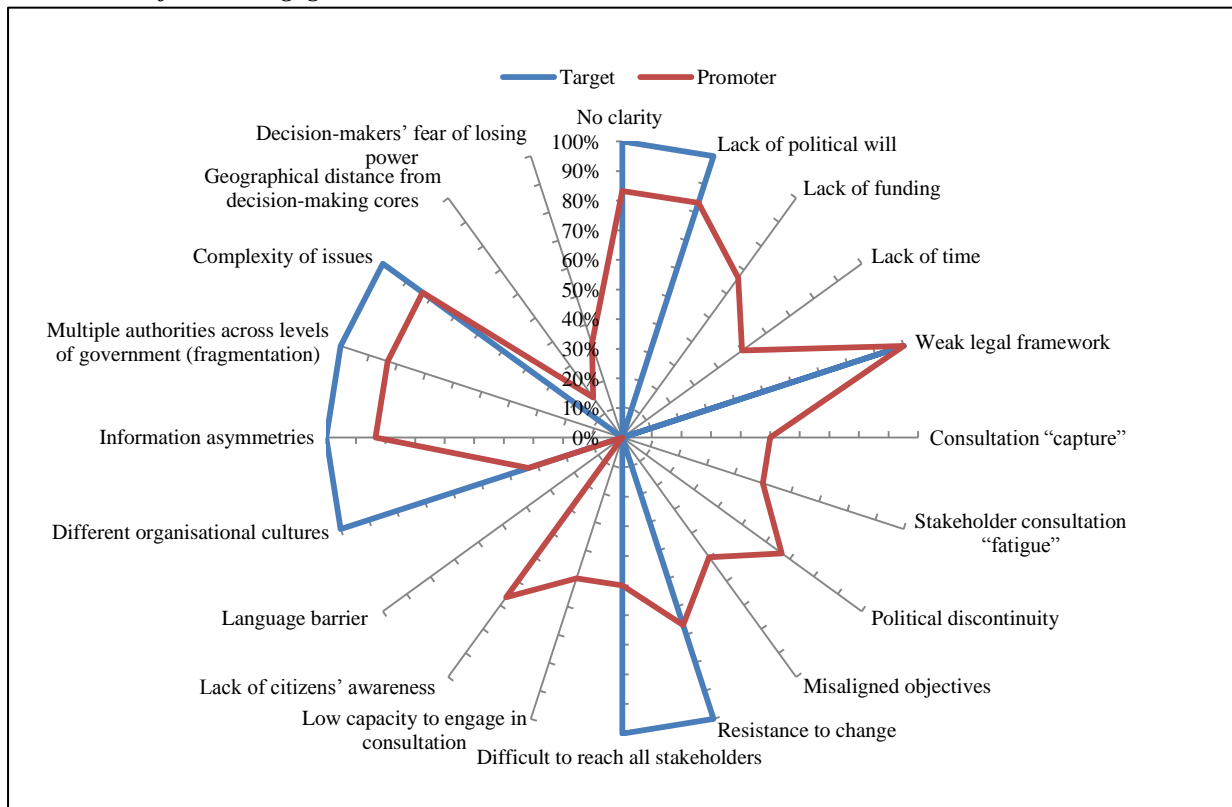 Target
Promoter
No clarity
Lack of political will
Lack of funding
Lack of time
Weak legal framework
Consultation “capture”
Stakeholder consultation
“fatigue”
Political discontinuity
Misaligned objectives
Resistance to change
Difficult to reach all stakeholders
Low capacity to engage in
consultation
Lack of citizens’ awareness
Language barrier
Different organisational cultures
Information asymmetries
Multiple authorities across levels
of government (fragmentation)
Complexity of issues
Geographical distance from
decision-making cores
Decision-makers’ fear of losing
power
100%
90%
80%
70%
60%
50%
40%
30%
20%
10%
0%